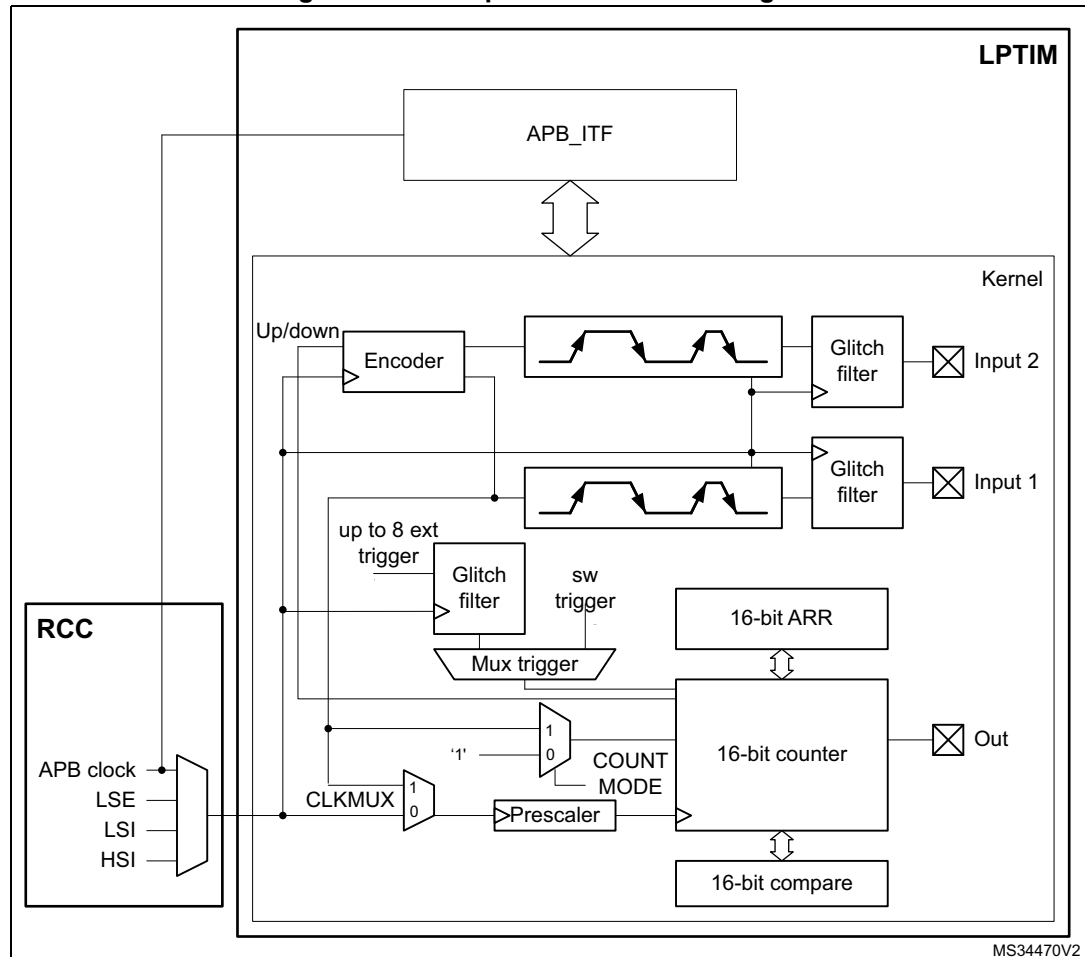 LPTIM
APB_ITF
Kernel
Up/down
Encoder
Glitch
filter
Input 2
Glitch
filter
Input 1
up to 8 ext
trigger
Glitch
filter
sw
trigger
Mux trigger
16-bit ARR
RCC
APB clock
LSE
LSI
HSI
CLKMUX
1
0
'1'
1
0
COUNT
MODE
Prescaler
16-bit counter
Out
16-bit compare
MS34470V2